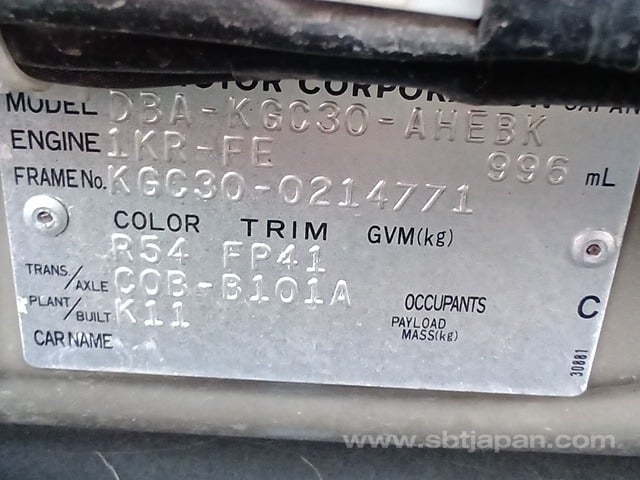 MOTOR CORPORATION JAPAN
MODEL DBA-KGC30-AHEBK
ENGINE 1KR-FE 996 mL
FRAME No. KGC30-0214771
COLOR TRIM GVM(kg)
R54 FP41
TRANS/AXLE C0B-B101A OCCUPANTS C
PLANT/BUILT K11 PAYLOAD MASS(kg)
CAR NAME
30881
www.sbtjapan.com